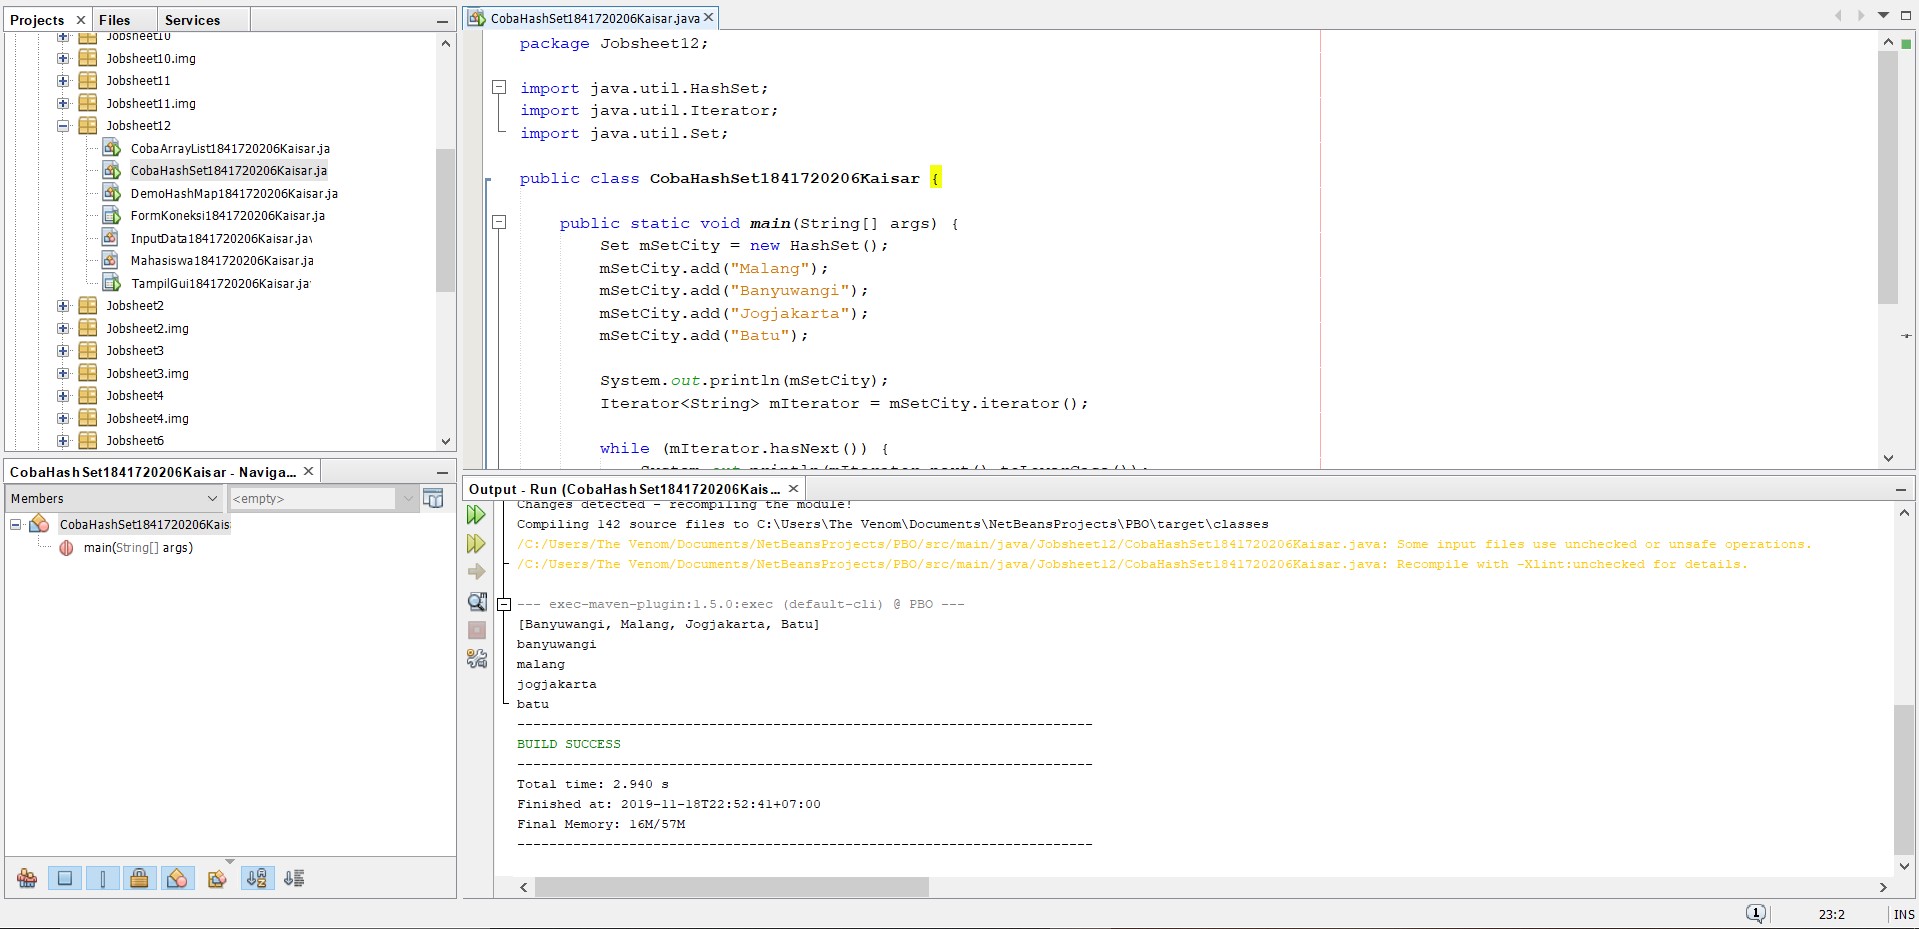 Projects
Files
Services
Jobsheet10
Jobsheet10.img
Jobsheet11
Jobsheet11.img
Jobsheet12
CobaArrayList1841720206Kaisar.ja
CobaHashSet1841720206Kaisar.ja
DemoHashMap1841720206Kaisar.ja
FormKoneksi1841720206Kaisar.ja
InputData1841720206Kaisar.jav
Mahasiswa1841720206Kaisar.ja
TampilGui1841720206Kaisar.ja
Jobsheet2
Jobsheet2.img
Jobsheet3
Jobsheet3.img
Jobsheet4
Jobsheet4.img
Jobsheet6
CobaHashSet1841720206Kaisar - Naviga...
Members
<empty>
CobaHashSet1841720206Kais
main(String[] args)
CobaHashSet1841720206Kaisar.java
package Jobsheet12;
import java.util.HashSet;
import java.util.Iterator;
import java.util.Set;
public class CobaHashSet1841720206Kaisar {
public static void main(String[] args) {
Set mSetCity = new HashSet();
mSetCity.add("Malang");
mSetCity.add("Banyuwangi");
mSetCity.add("Jogjakarta");
mSetCity.add("Batu");
System.out.println(mSetCity);
Iterator<String> mIterator = mSetCity.iterator();
while (mIterator.hasNext()) {
System.out.println(mIterator.next().toLowerCase());
Output - Run (CobaHashSet1841720206Kais...
Changes detected - recompiling the module!
Compiling 142 source files to C:\Users\The Venom\Documents\NetBeansProjects\PBO\target\classes
/C:/Users/The Venom/Documents/NetBeansProjects/PBO/src/main/java/Jobsheet12/CobaHashSet1841720206Kaisar.java: Some input files use unchecked or unsafe operations.
/C:/Users/The Venom/Documents/NetBeansProjects/PBO/src/main/java/Jobsheet12/CobaHashSet1841720206Kaisar.java: Recompile with -Xlint:unchecked for details.
--- exec-maven-plugin:1.5.0:exec (default-cli) @ PBO ---
[Banyuwangi, Malang, Jogjakarta, Batu]
banyuwangi
malang
jogjakarta
batu
------------------------------------------------------------------------
BUILD SUCCESS
------------------------------------------------------------------------
Total time: 2.940 s
Finished at: 2019-11-18T22:52:41+07:00
Final Memory: 16M/57M
------------------------------------------------------------------------
1
23:2
INS